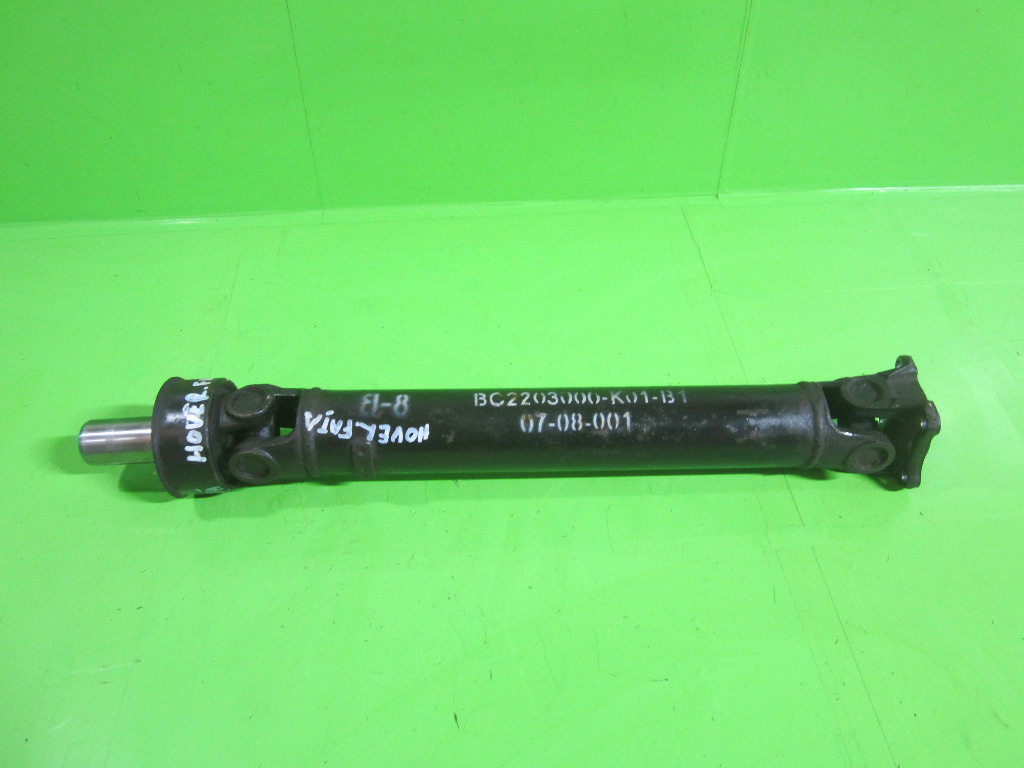 HOVER
8-B
HOVER FATA
BC2203000-K01-B1
07-08-001